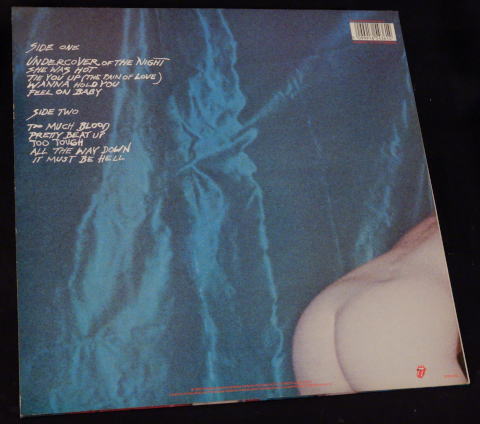 SIDE ONE
UNDERCOVER OF THE NIGHT
SHE WAS HOT
TIE YOU UP (THE PAIN OF LOVE)
WANNA HOLD YOU
FEEL ON BABY
SIDE TWO
TOO MUCH BLOOD
PRETTY BEAT UP
TOO TOUGH
ALL THE WAY DOWN
IT MUST BE HELL